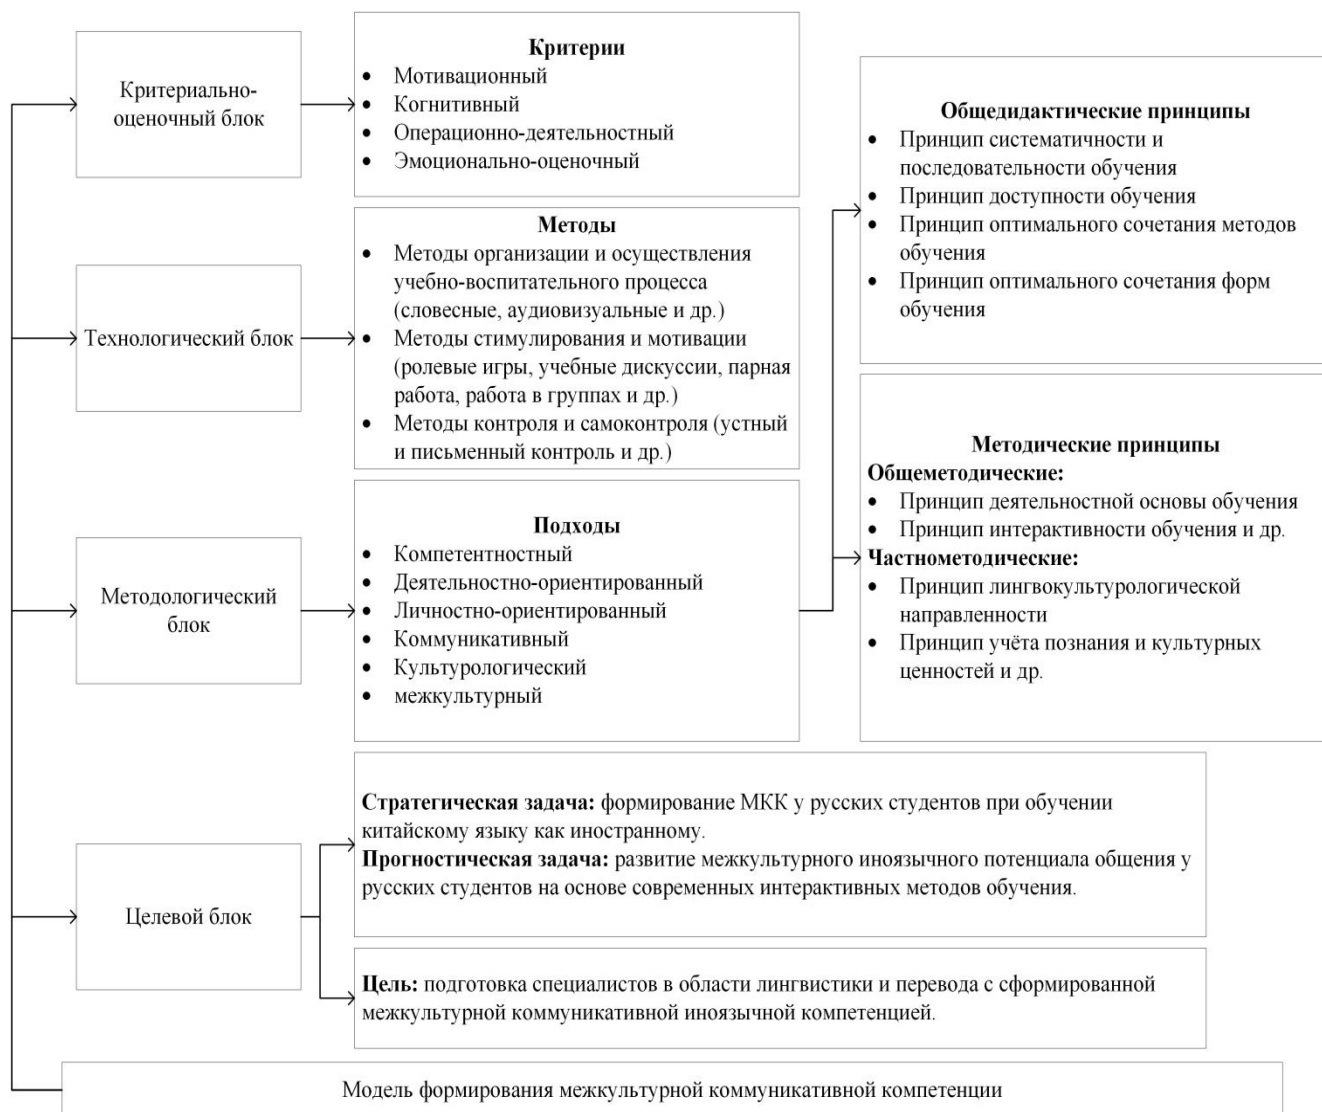 Критериально-
оценочный блок
Критерии
• Мотивационный
• Когнитивный
• Операционно-деятельностный
• Эмоционально-оценочный
Технологический блок
Методы
• Методы организации и осуществления
учебно-воспитательного процесса
(словесные, аудиовизуальные и др.)
• Методы стимулирования и мотивации
(ролевые игры, учебные дискуссии, парная
работа, работа в группах и др.)
• Методы контроля и самоконтроля (устный
и письменный контроль и др.)
Методологический
блок
Подходы
• Компетентностный
• Деятельностно-ориентированный
• Личностно-ориентированный
• Коммуникативный
• Культурологический
• межкультурный
Общедидактические принципы
• Принцип систематичности и
последовательности обучения
• Принцип доступности обучения
• Принцип оптимального сочетания методов
обучения
• Принцип оптимального сочетания форм
обучения
Методические принципы
Общеметодические:
• Принцип деятельностной основы обучения
• Принцип интерактивности обучения и др.
Частнометодические:
• Принцип лингвокультурологической
направленности
• Принцип учёта познания и культурных
ценностей и др.
Целевой блок
Стратегическая задача: формирование МКК у русских студентов при обучении
китайскому языку как иностранному.
Прогностическая задача: развитие межкультурного иноязычного потенциала общения у
русских студентов на основе современных интерактивных методов обучения.
Цель: подготовка специалистов в области лингвистики и перевода с сформированной
межкультурной коммуникативной иноязычной компетенцией.
Модель формирования межкультурной коммуникативной компетенции